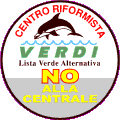 CENTRO RIFORMISTA
VERDI
Lista Verde Alternativa
NO
ALLA
CENTRALE